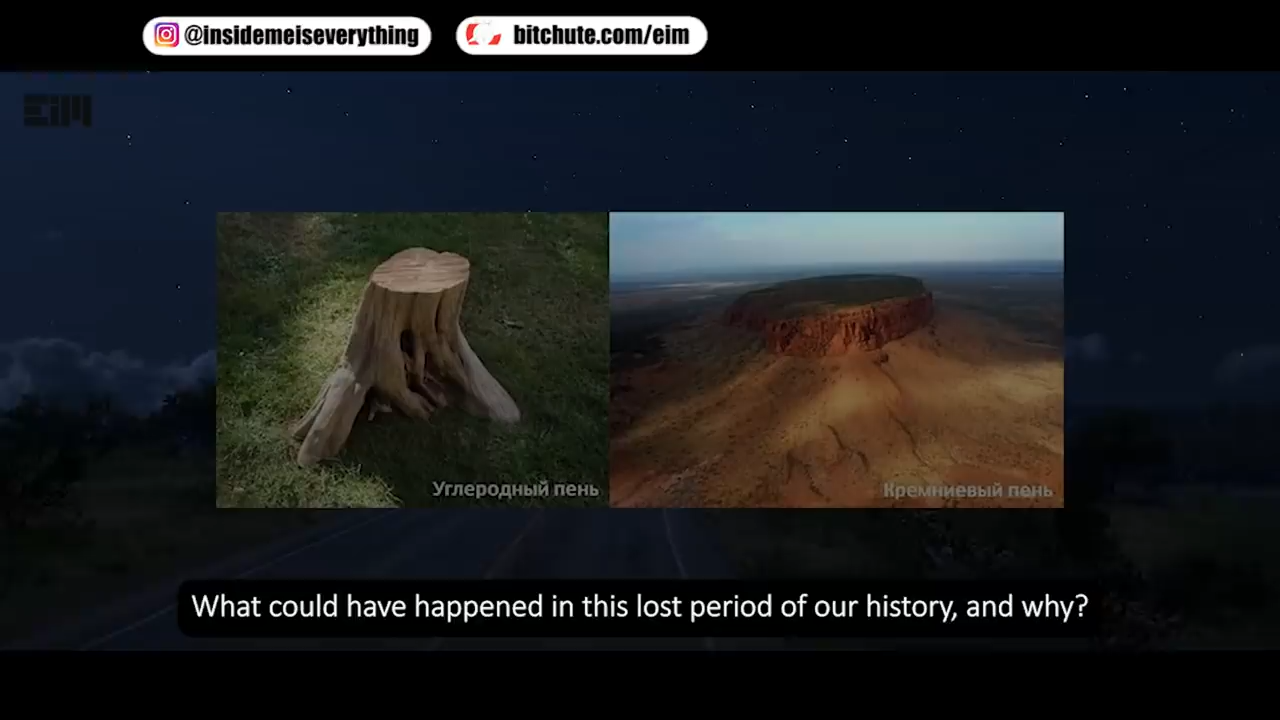 @insidemeiseverything
bitchute.com/eim
EiM
Углеродный пень
Кремниевый пень
What could have happened in this lost period of our history, and why?